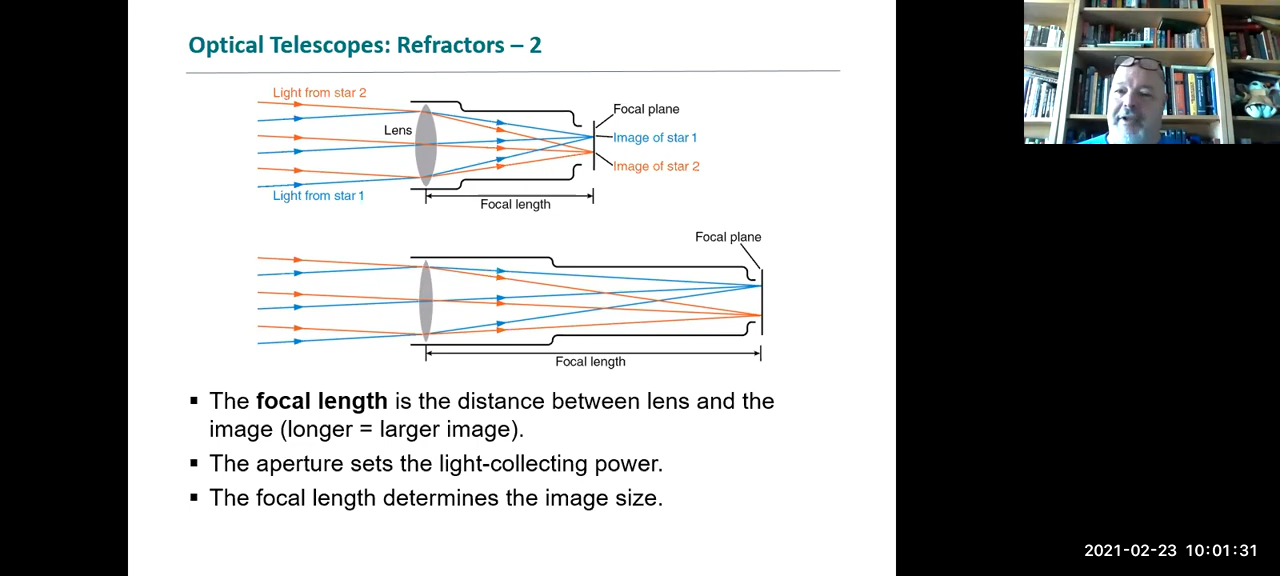 Optical Telescopes: Refractors – 2
Light from star 2
Lens
Focal plane
Image of star 1
Image of star 2
Light from star 1
Focal length
Focal plane
Focal length
▪ The focal length is the distance between lens and the
image (longer = larger image).
▪ The aperture sets the light-collecting power.
▪ The focal length determines the image size.
2021-02-23 10:01:31